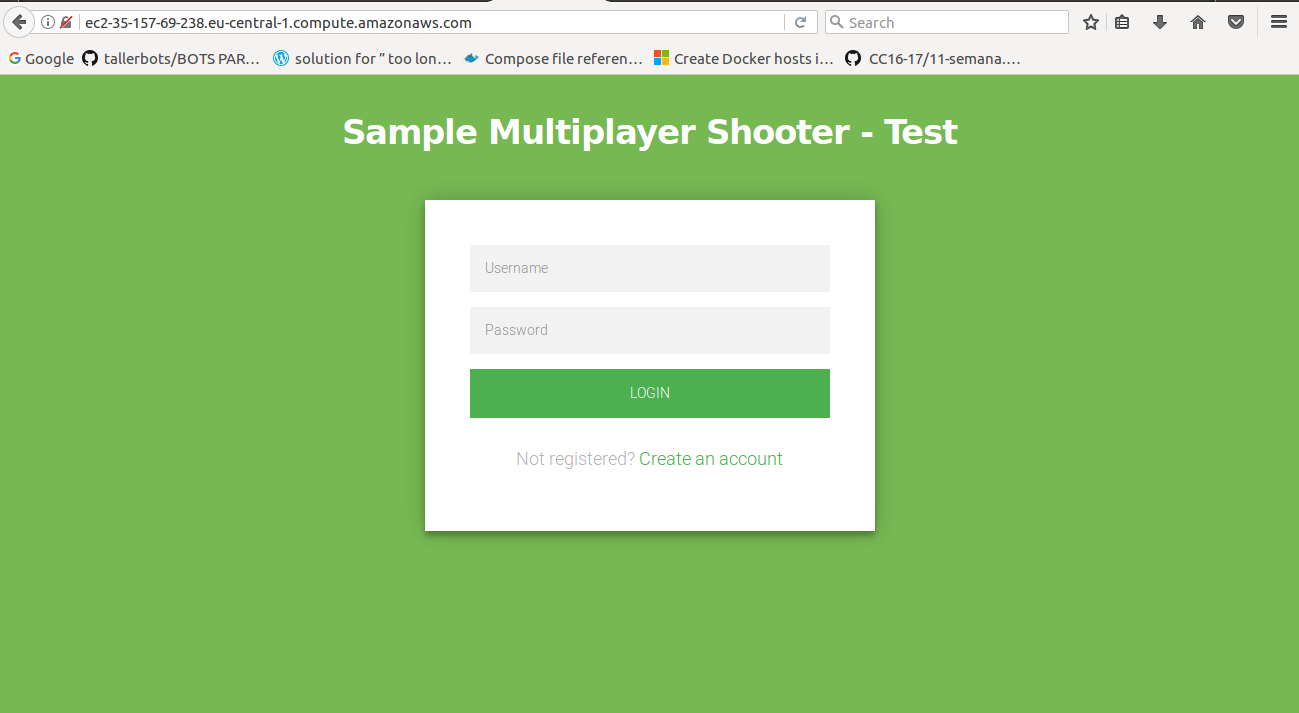 ec2-35-157-69-238.eu-central-1.compute.amazonaws.com Search
Google tallerbots/BOTS PAR... solution for " too lon... Compose file referen... Create Docker hosts i... CC16-17/11-semana....
Sample Multiplayer Shooter - Test
Username
Password
LOGIN
Not registered? Create an account